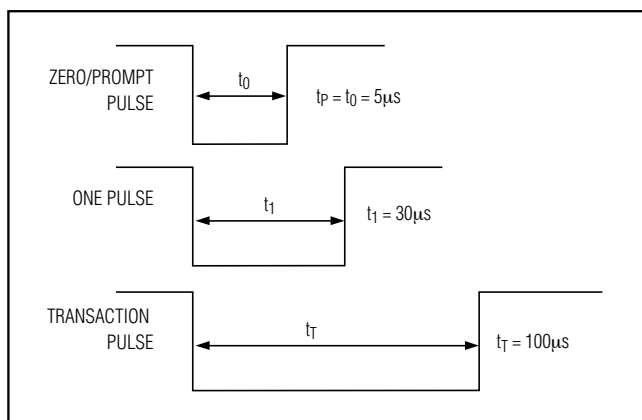 ZERO/PROMPT
PULSE
t0
tP = t0 = 5µs
ONE PULSE
t1
t1 = 30µs
TRANSACTION
PULSE
tT
tT = 100µs